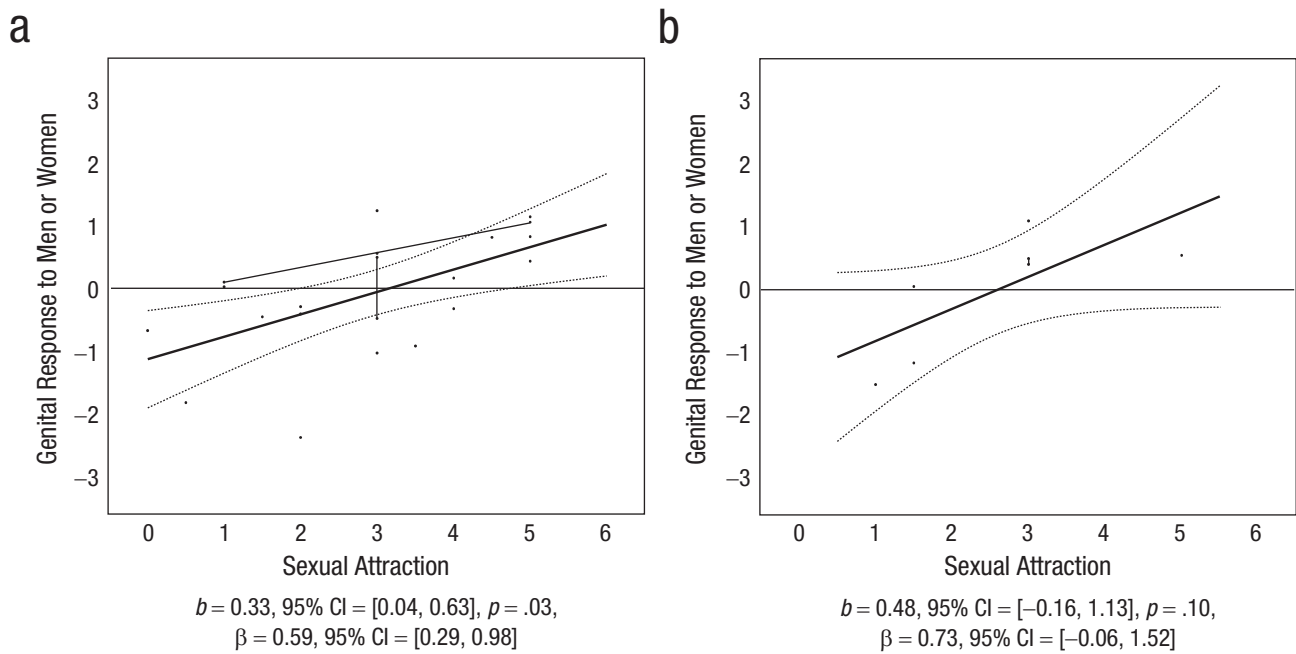 a
Genital Response to Men or Women
3
2
1
0
−1
−2
−3
0 1 2 3 4 5 6
Sexual Attraction
b = 0.33, 95% CI = [0.04, 0.63], p = .03,
β = 0.59, 95% CI = [0.29, 0.98]
b
Genital Response to Men or Women
3
2
1
0
−1
−2
−3
0 1 2 3 4 5 6
Sexual Attraction
b = 0.48, 95% CI = [−0.16, 1.13], p = .10,
β = 0.73, 95% CI = [−0.06, 1.52]